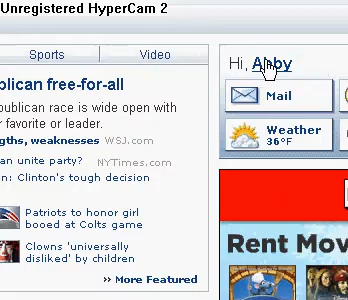 Unregistered HyperCam 2
Sports
Video
blican free-for-all
publican race is wide open with
r favorite or leader.
gths, weaknesses WSJ.com
an unite party? NYTimes.com
n: Clinton's tough decision
Patriots to honor girl
booed at Colts game
Clowns 'universally
disliked' by children
» More Featured
Hi, Abby
Mail
Weather
36°F
Rent Mov